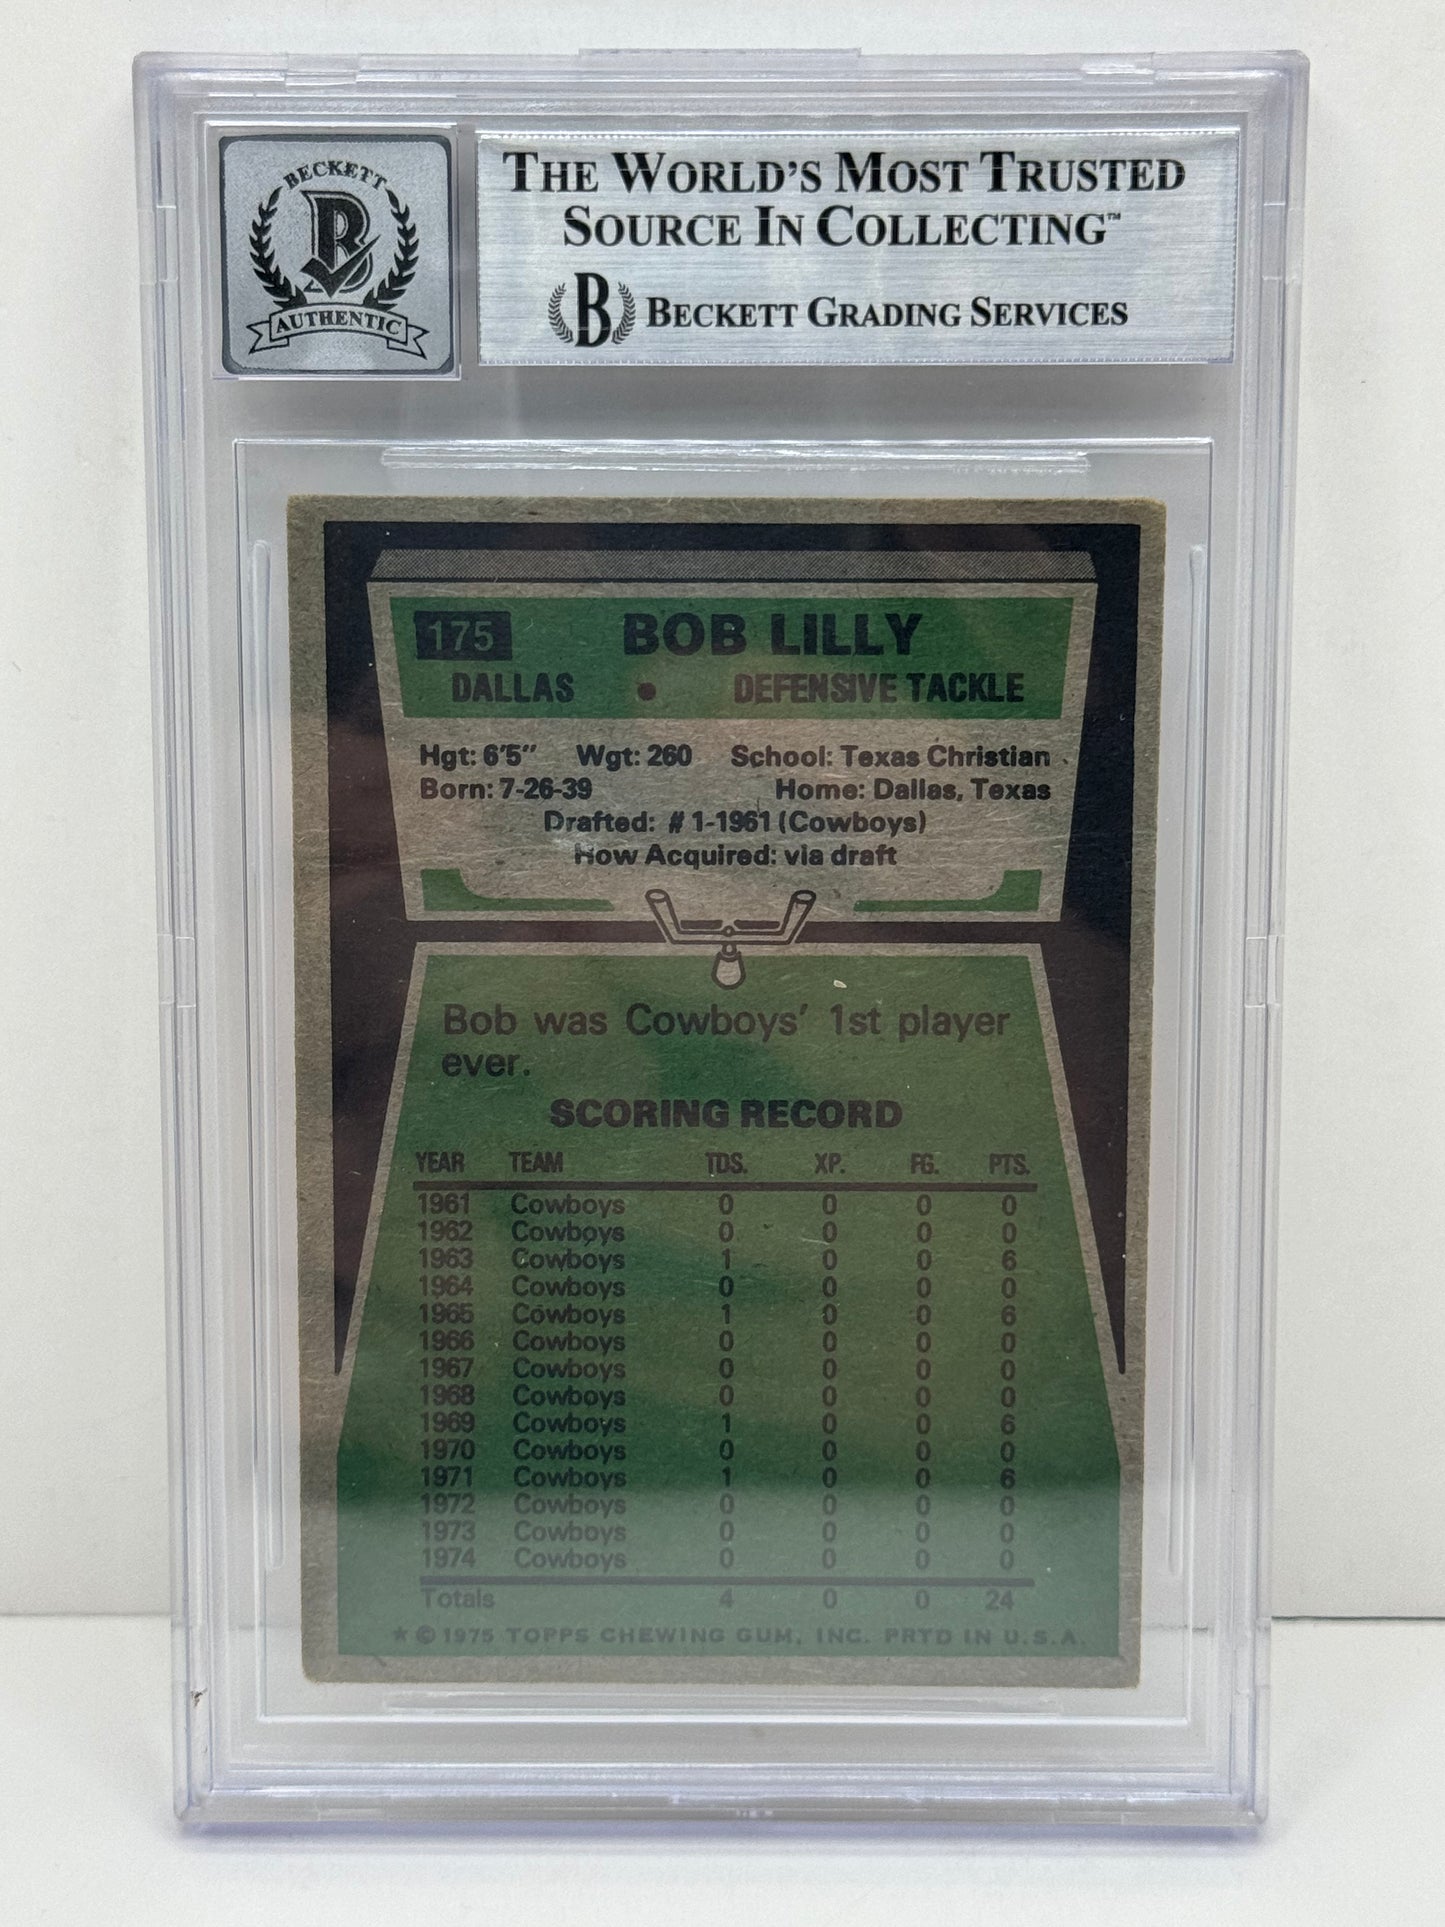 BECKETT
B
AUTHENTIC
THE WORLD'S MOST TRUSTED
SOURCE IN COLLECTING™
B BECKETT GRADING SERVICES
175 BOB LILLY
DALLAS • DEFENSIVE TACKLE
Hgt: 6'5" Wgt: 260 School: Texas Christian
Born: 7-26-39 Home: Dallas, Texas
Drafted: #1-1961 (Cowboys)
How Acquired: via draft
Bob was Cowboys' 1st player
ever.
SCORING RECORD
YEAR TEAM TDS. XP. FG. PTS.
1961 Cowboys 0 0 0 0
1962 Cowboys 0 0 0 0
1963 Cowboys 1 0 0 6
1964 Cowboys 0 0 0 0
1965 Cowboys 1 0 0 6
1966 Cowboys 0 0 0 0
1967 Cowboys 0 0 0 0
1968 Cowboys 0 0 0 0
1969 Cowboys 1 0 0 6
1970 Cowboys 0 0 0 0
1971 Cowboys 1 0 0 6
1972 Cowboys 0 0 0 0
1973 Cowboys 0 0 0 0
1974 Cowboys 0 0 0 0
Totals 4 0 0 24
★ © 1975 TOPPS CHEWING GUM, INC. PRTD IN U.S.A.